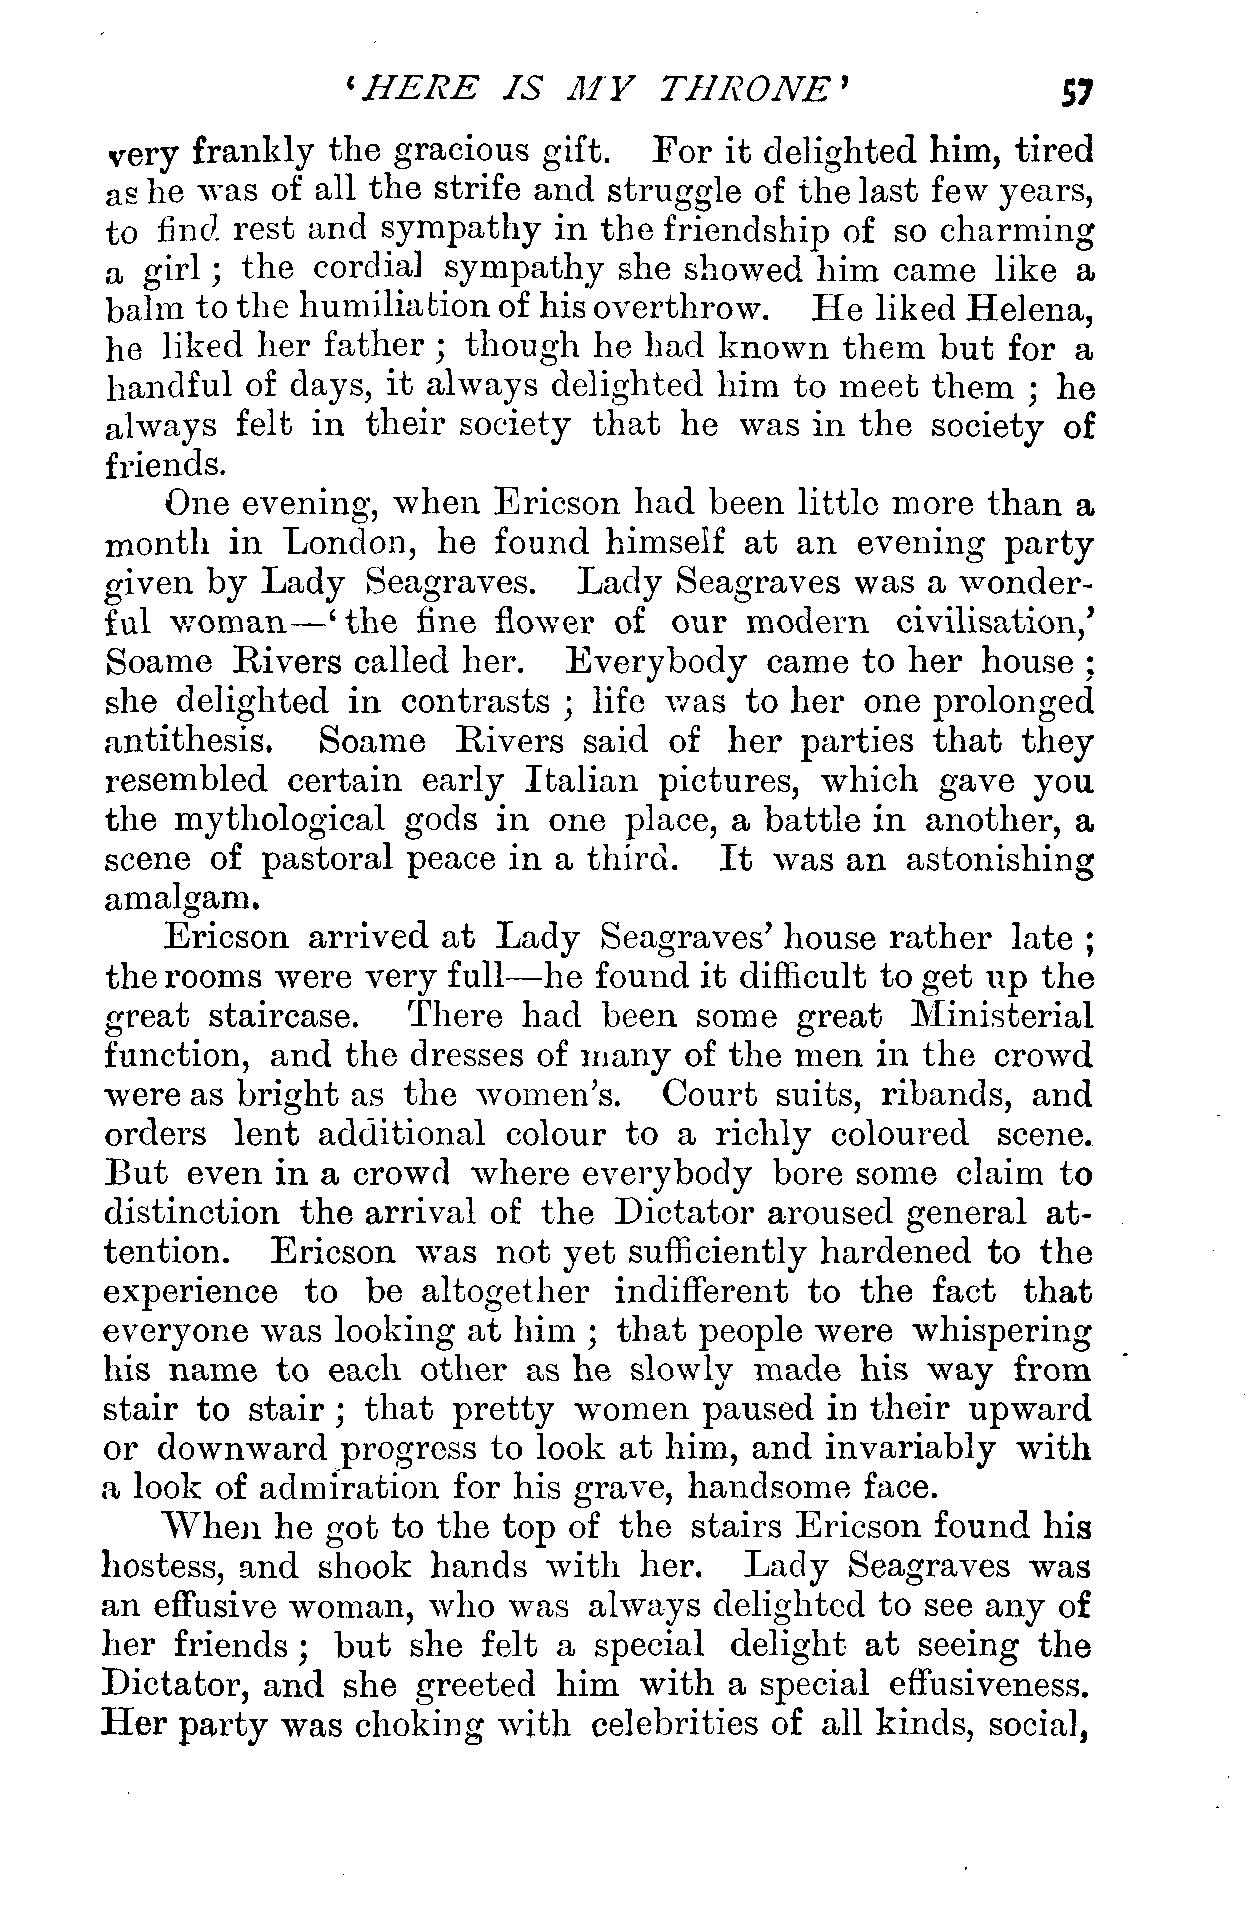 'HERE IS MY THRONE' 57
very frankly the gracious gift. For it delighted him, tired
as he was of all the strife and struggle of the last few years,
to find rest and sympathy in the friendship of so charming
a girl ; the cordial sympathy she showed him came like a
balm to the humiliation of his overthrow. He liked Helena,
he liked her father ; though he had known them but for a
handful of days, it always delighted him to meet them ; he
always felt in their society that he was in the society of
friends.
One evening, when Ericson had been little more than a
month in London, he found himself at an evening party
given by Lady Seagraves. Lady Seagraves was a wonder-
ful woman—'the fine flower of our modern civilisation,'
Soame Rivers called her. Everybody came to her house ;
she delighted in contrasts ; life was to her one prolonged
antithesis. Soame Rivers said of her parties that they
resembled certain early Italian pictures, which gave you
the mythological gods in one place, a battle in another, a
scene of pastoral peace in a third. It was an astonishing
amalgam.
Ericson arrived at Lady Seagraves' house rather late ;
the rooms were very full—he found it difficult to get up the
great staircase. There had been some great Ministerial
function, and the dresses of many of the men in the crowd
were as bright as the women's. Court suits, ribands, and
orders lent additional colour to a richly coloured scene.
But even in a crowd where everybody bore some claim to
distinction the arrival of the Dictator aroused general at-
tention. Ericson was not yet sufficiently hardened to the
experience to be altogether indifferent to the fact that
everyone was looking at him ; that people were whispering
his name to each other as he slowly made his way from
stair to stair ; that pretty women paused in their upward
or downward progress to look at him, and invariably with
a look of admiration for his grave, handsome face.
When he got to the top of the stairs Ericson found his
hostess, and shook hands with her. Lady Seagraves was
an effusive woman, who was always delighted to see any of
her friends ; but she felt a special delight at seeing the
Dictator, and she greeted him with a special effusiveness.
Her party was choking with celebrities of all kinds, social,